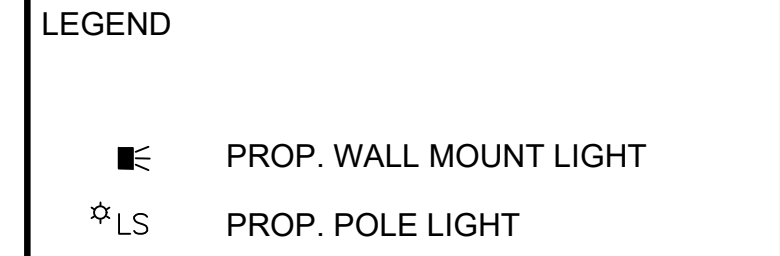 LEGEND
PROP. WALL MOUNT LIGHT
LS PROP. POLE LIGHT